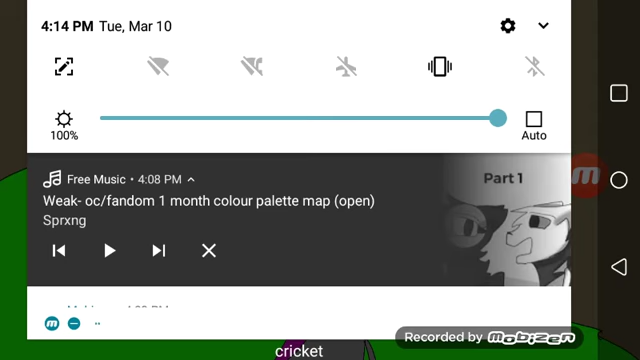 4:14 PM Tue, Mar 10
100%
Auto
Free Music • 4:08 PM
Weak- oc/fandom 1 month colour palette map (open)
Sprxng
Part 1
Recorded by Mobizen
cricket